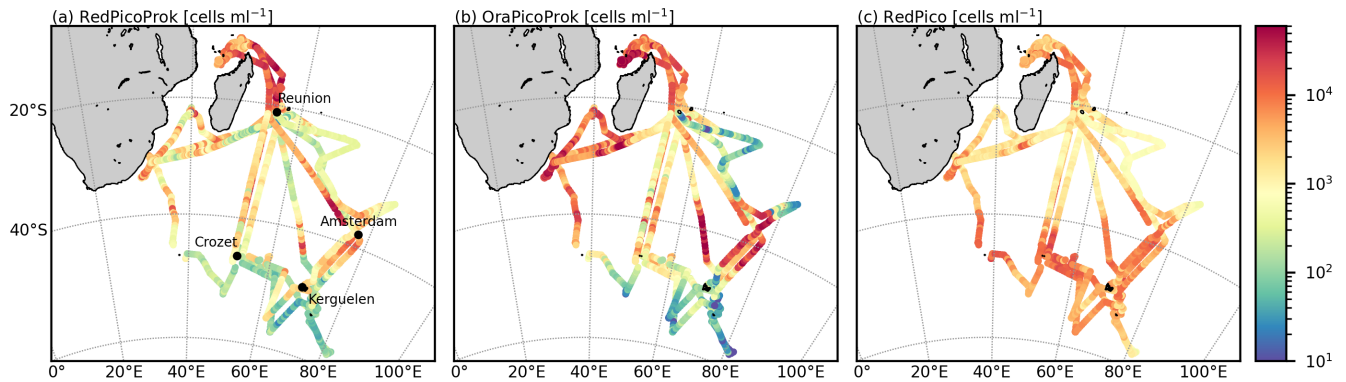 (a) RedPicoProk [cells ml⁻¹]
(b) OraPicoProk [cells ml⁻¹]
(c) RedPico [cells ml⁻¹]
20°S
40°S
Reunion
Amsterdam
Crozet
Kerguelen
10⁴
10³
10²
10¹
0° 20°E 40°E 60°E 80°E 100°E
0° 20°E 40°E 60°E 80°E 100°E
0° 20°E 40°E 60°E 80°E 100°E